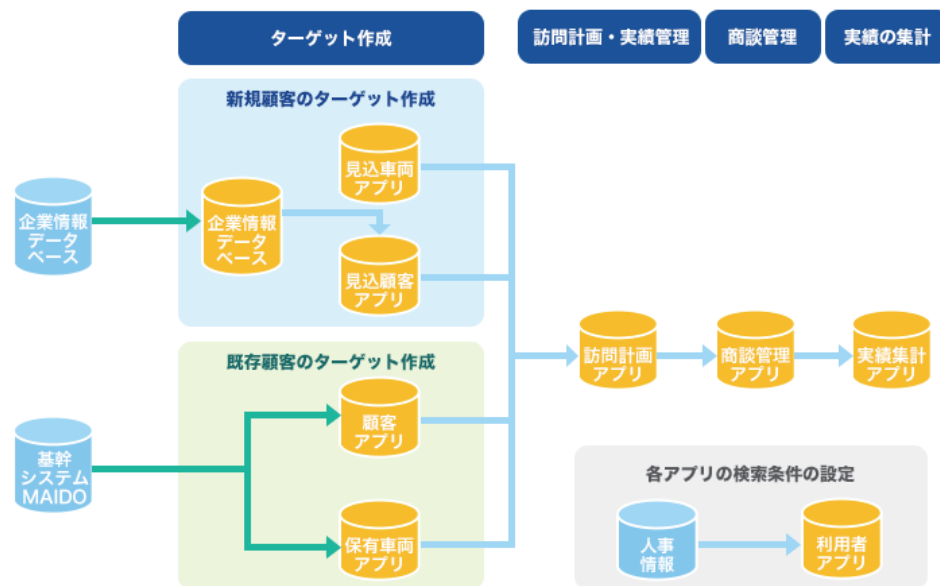 ターゲット作成
訪問計画・実績管理
商談管理
実績の集計
新規顧客のターゲット作成
見込車両
アプリ
企業情報
データ
ベース
企業情報
データ
ベース
見込顧客
アプリ
既存顧客のターゲット作成
訪問計画
アプリ
商談管理
アプリ
実績集計
アプリ
顧客
アプリ
基幹
システム
MAIDO
保有車両
アプリ
各アプリの検索条件の設定
人事
情報
利用者
アプリ